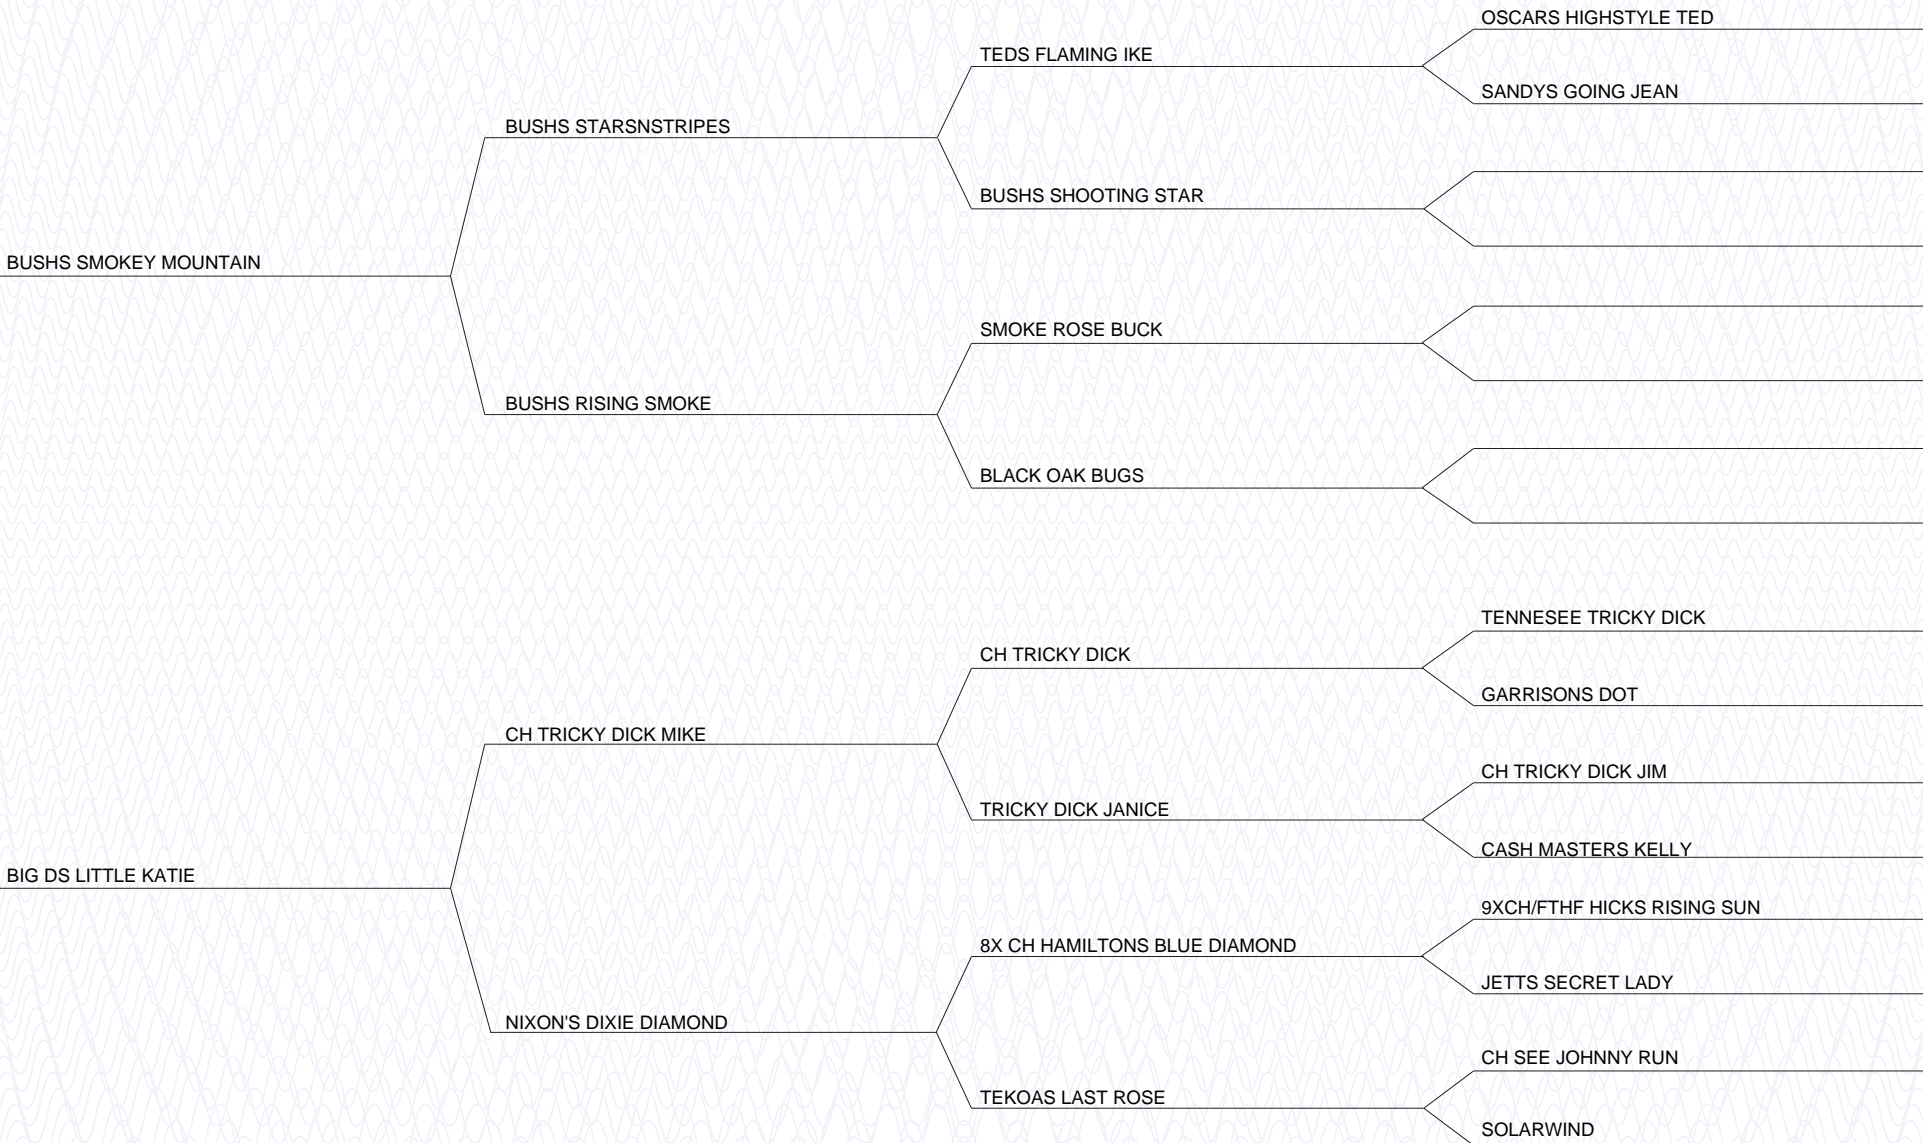 OSCARS HIGHSTYLE TED
TEDS FLAMING IKE
SANDYS GOING JEAN
BUSHS STARSNSTRIPES
BUSHS SHOOTING STAR
BUSHS SMOKEY MOUNTAIN
SMOKE ROSE BUCK
BUSHS RISING SMOKE
BLACK OAK BUGS
TENNESEE TRICKY DICK
CH TRICKY DICK
GARRISONS DOT
CH TRICKY DICK MIKE
CH TRICKY DICK JIM
TRICKY DICK JANICE
CASH MASTERS KELLY
BIG DS LITTLE KATIE
9XCH/FTHF HICKS RISING SUN
8X CH HAMILTONS BLUE DIAMOND
JETTS SECRET LADY
NIXON'S DIXIE DIAMOND
CH SEE JOHNNY RUN
TEKOAS LAST ROSE
SOLARWIND